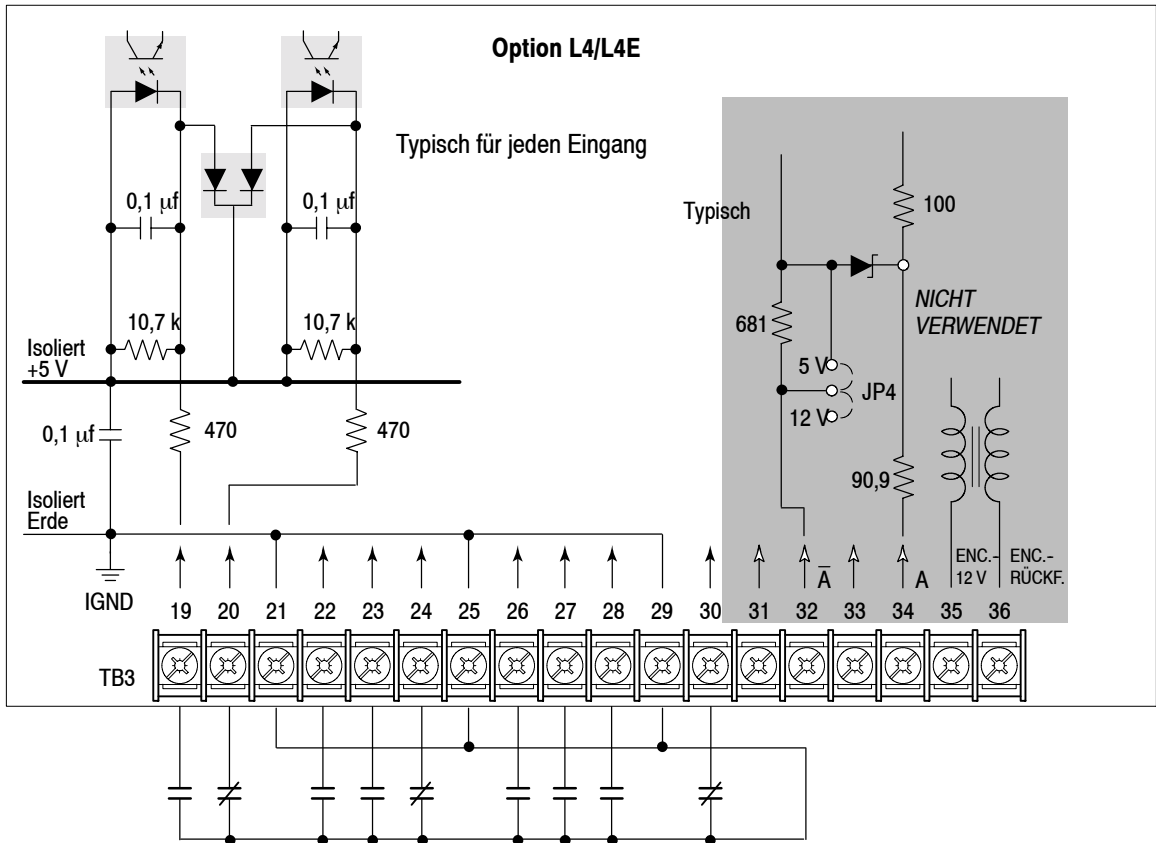 Option L4/L4E
Typisch für jeden Eingang
0,1 µf
0,1 µf
Typisch
100
10,7 k
10,7 k
Isoliert
+5 V
681
NICHT
VERWENDET
5 V
JP4
12 V
0,1 µf
470
470
90,9
Isoliert
Erde
IGND
A̅
A
ENC.-
12 V
ENC.-
RÜCKF.
19 20 21 22 23 24 25 26 27 28 29 30 31 32 33 34 35 36
TB3